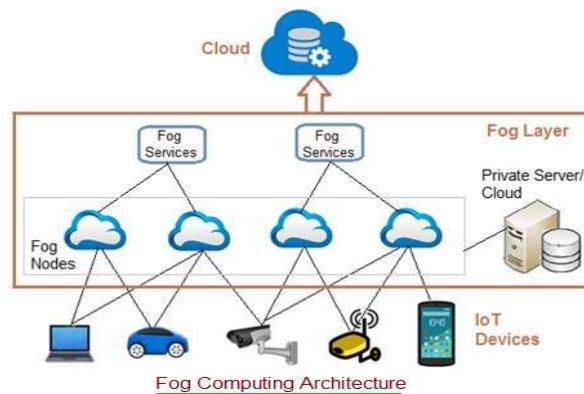 Cloud
Fog Layer
Fog
Services
Fog
Services
Private Server/
Cloud
Fog
Nodes
IoT
Devices
Fog Computing Architecture